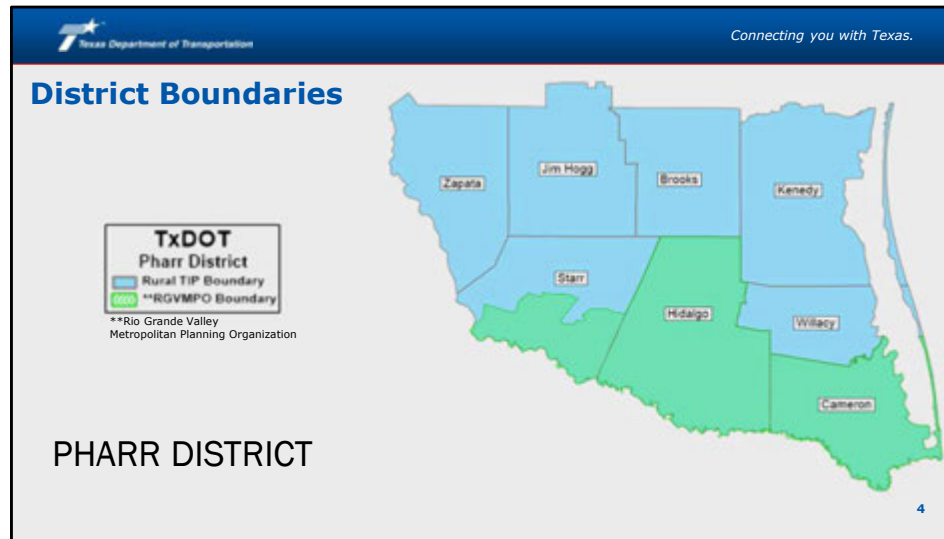 Texas Department of Transportation
Connecting you with Texas.
District Boundaries
TxDOT
Pharr District
Rural TIP Boundary
**RGVMPO Boundary
**Rio Grande Valley
Metropolitan Planning Organization
Zapata
Jim Hogg
Brooks
Kenedy
Starr
Hidalgo
Willacy
Cameron
PHARR DISTRICT
4